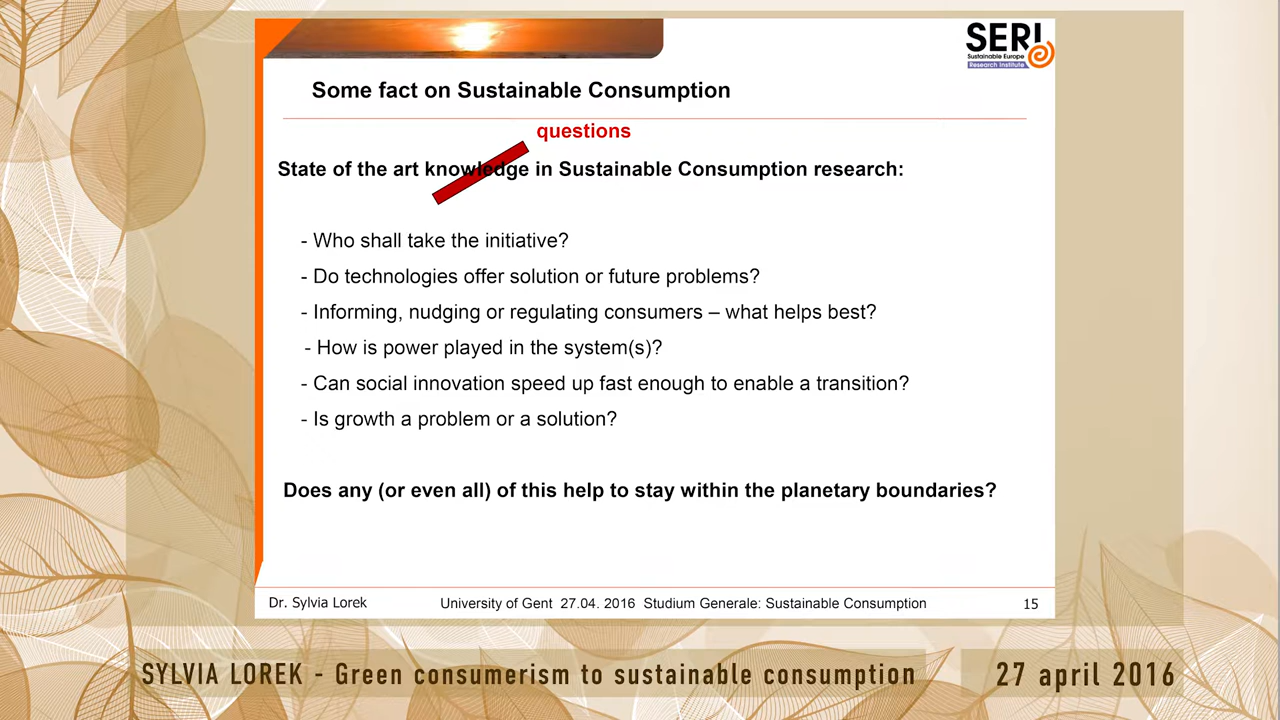 SERI
Sustainable Europe
Research Institute
Some fact on Sustainable Consumption
questions
State of the art knowledge in Sustainable Consumption research:
- Who shall take the initiative?
- Do technologies offer solution or future problems?
- Informing, nudging or regulating consumers – what helps best?
- How is power played in the system(s)?
- Can social innovation speed up fast enough to enable a transition?
- Is growth a problem or a solution?
Does any (or even all) of this help to stay within the planetary boundaries?
Dr. Sylvia Lorek University of Gent 27.04. 2016 Studium Generale: Sustainable Consumption 15
SYLVIA LOREK - Green consumerism to sustainable consumption 27 april 2016